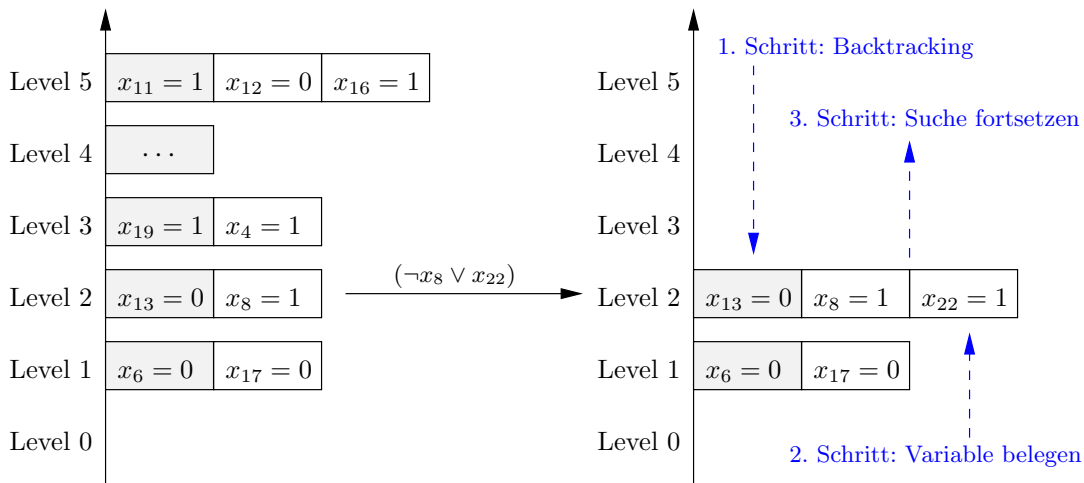 Level 5 x₁₁ = 1 x₁₂ = 0 x₁₆ = 1
Level 4 ···
Level 3 x₁₉ = 1 x₄ = 1
Level 2 x₁₃ = 0 x₈ = 1
Level 1 x₆ = 0 x₁₇ = 0
Level 0
(¬x₈ ∨ x₂₂)
1. Schritt: Backtracking
Level 5
3. Schritt: Suche fortsetzen
Level 4
Level 3
Level 2 x₁₃ = 0 x₈ = 1 x₂₂ = 1
Level 1 x₆ = 0 x₁₇ = 0
Level 0
2. Schritt: Variable belegen